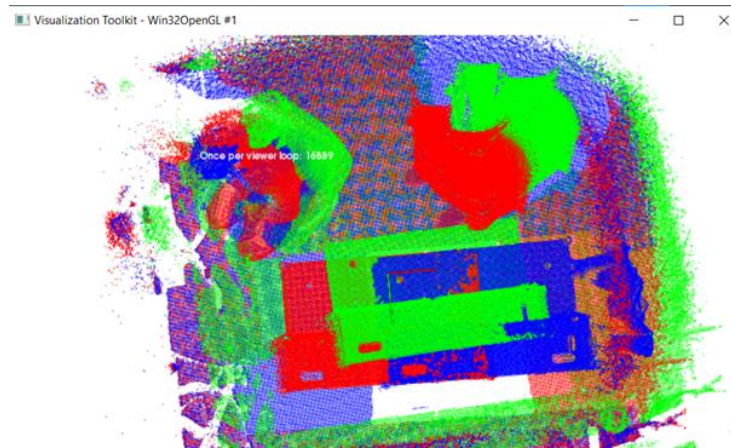 Visualization Toolkit - Win32OpenGL #1
Once per viewer loop: 16889